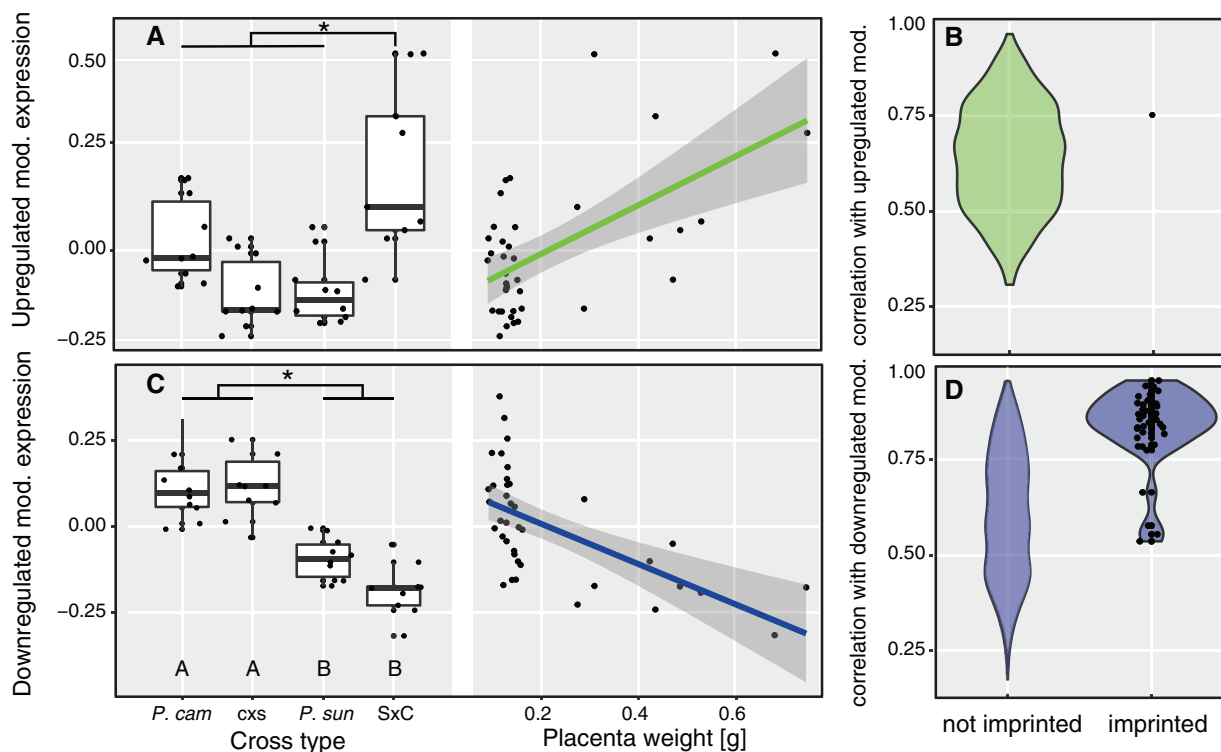 A
*
Upregulated mod. expression
0.50
0.25
0.00
−0.25
B
correlation with upregulated mod.
1.00
0.75
0.50
0.25
C
*
Downregulated mod. expression
0.25
0.00
−0.25
A A B B
P. cam cxs P. sun SxC
Cross type
0.2 0.4 0.6
Placenta weight [g]
D
correlation with downregulated mod.
1.00
0.75
0.50
0.25
not imprinted imprinted